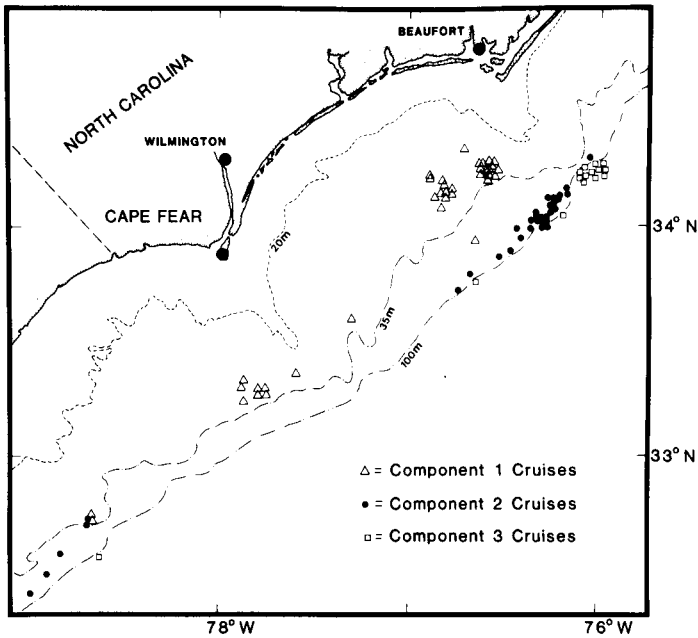 BEAUFORT
NORTH CAROLINA
WILMINGTON
CAPE FEAR
34° N
20m
35m
100m
33° N
△ = Component 1 Cruises
● = Component 2 Cruises
□ = Component 3 Cruises
78° W
76° W